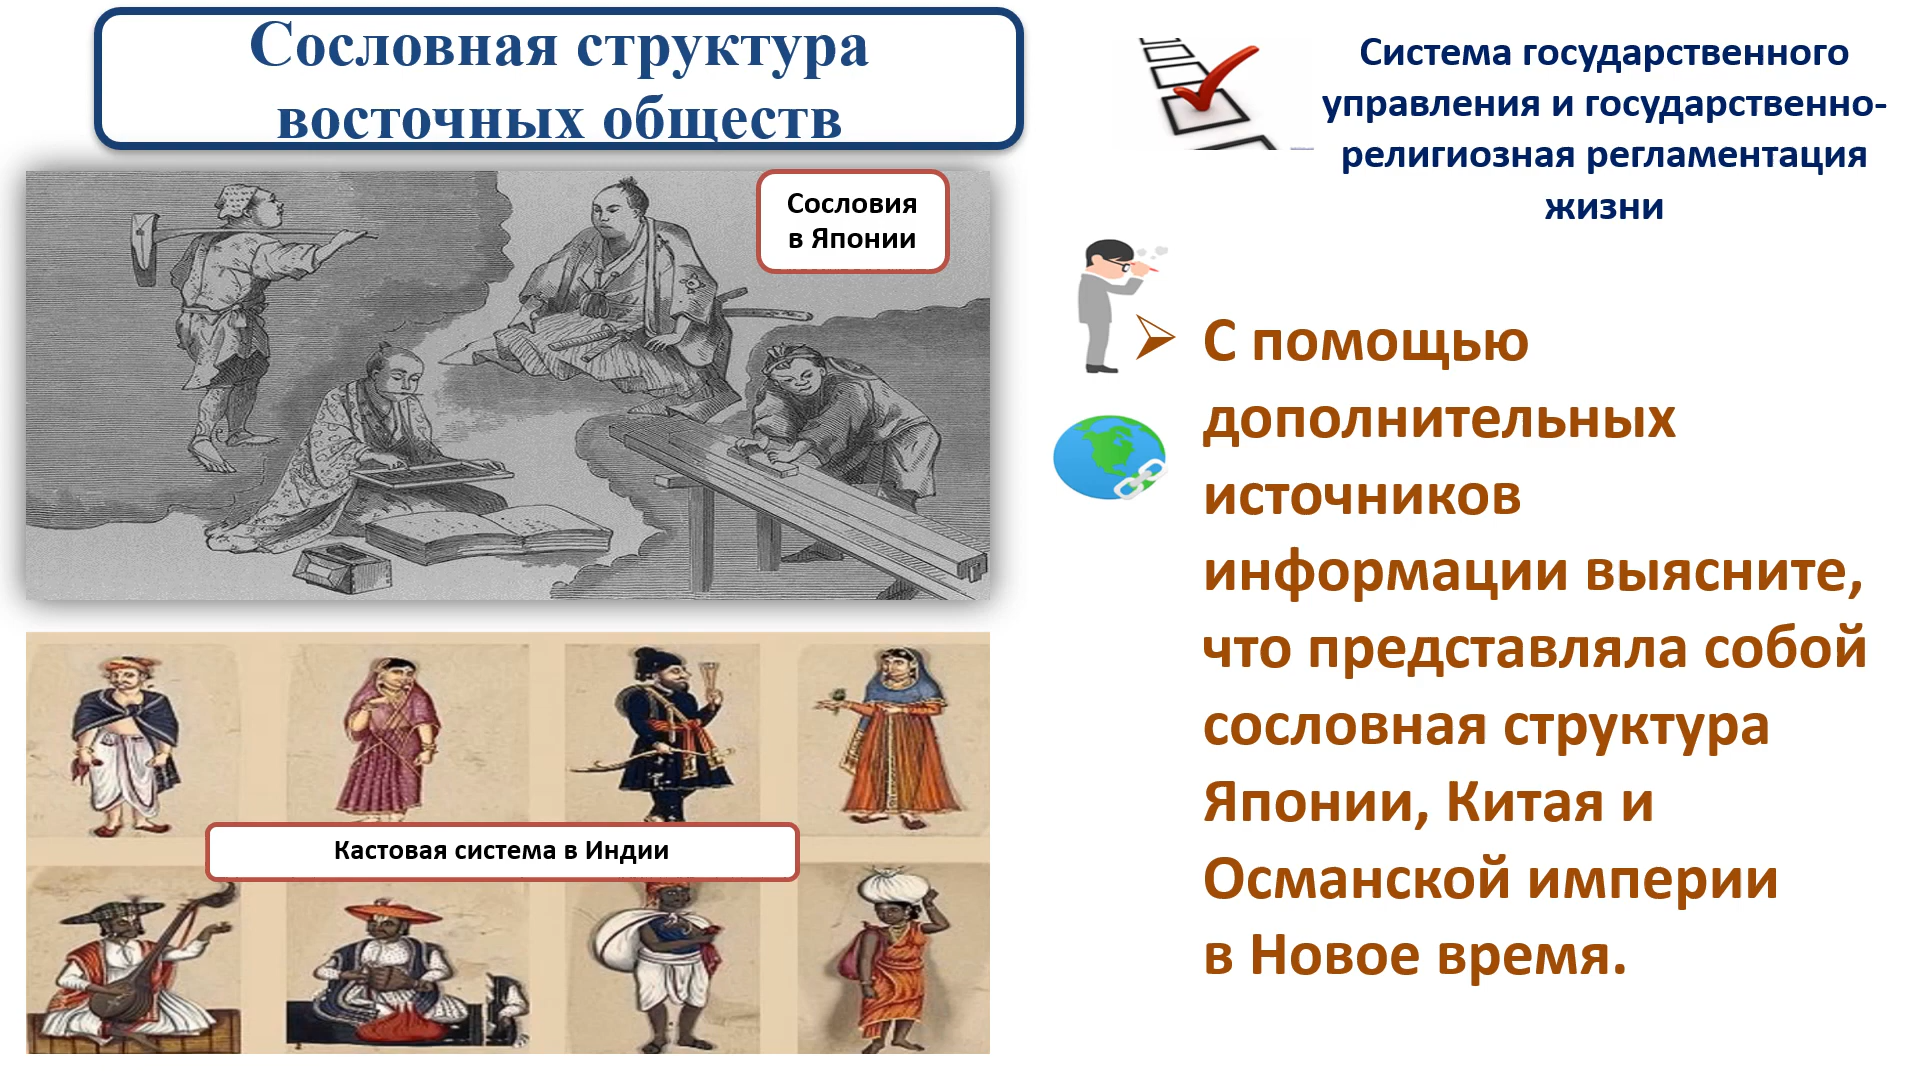 Сословная структура
восточных обществ
Сословия
в Японии
Кастовая система в Индии
Система государственного
управления и государственно-
религиозная регламентация
жизни
С помощью
дополнительных
источников
информации выясните,
что представляла собой
сословная структура
Японии, Китая и
Османской империи
в Новое время.